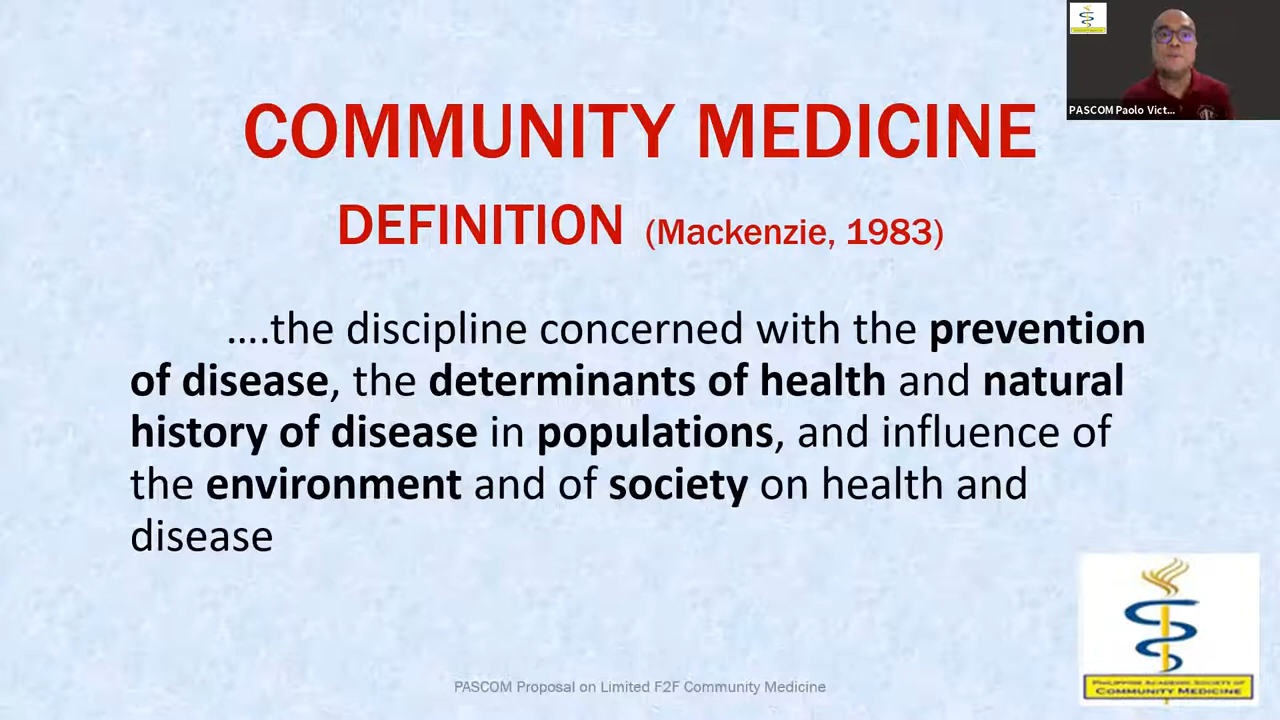 PASCOM Paolo Vict...
COMMUNITY MEDICINE
DEFINITION (Mackenzie, 1983)
....the discipline concerned with the prevention
of disease, the determinants of health and natural
history of disease in populations, and influence of
the environment and of society on health and
disease
PASCOM Proposal on Limited F2F Community Medicine
PHILIPPINE ACADEMIC SOCIETY OF
COMMUNITY MEDICINE